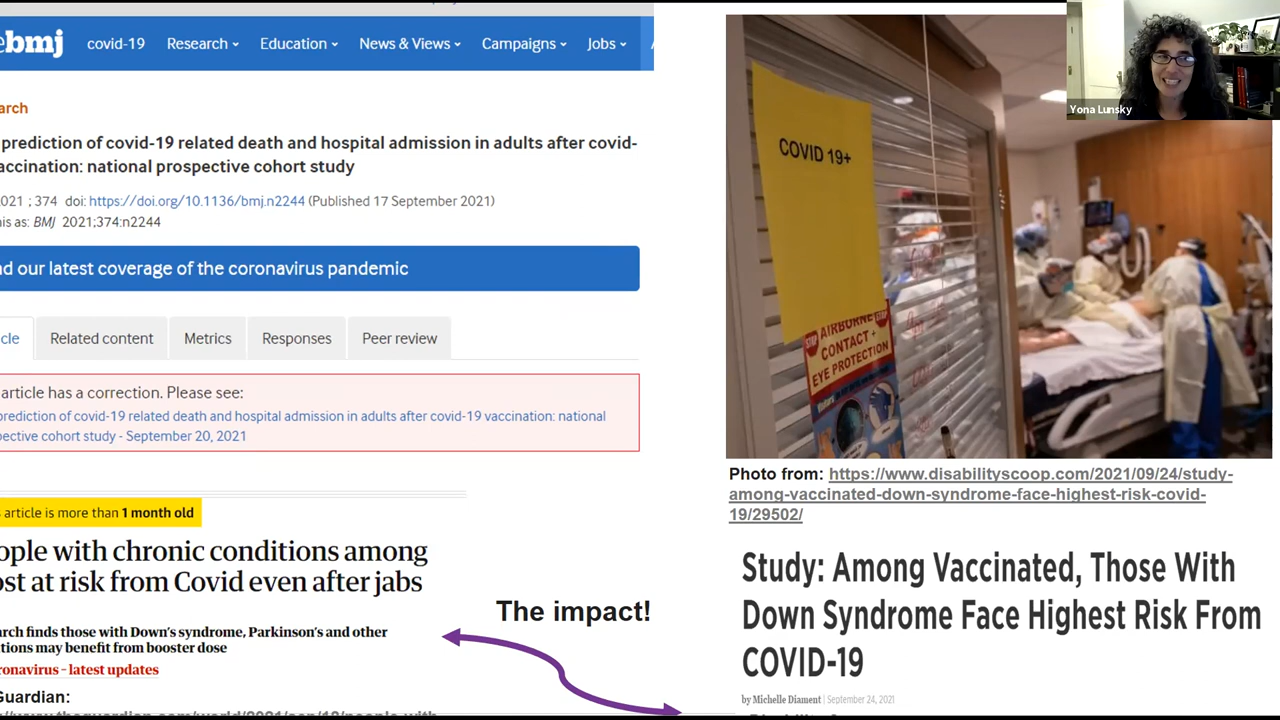 ebmj
covid-19 Research Education News & Views Campaigns Jobs
arch
prediction of covid-19 related death and hospital admission in adults after covid-
accination: national prospective cohort study
021 ; 374 doi: https://doi.org/10.1136/bmj.n2244 (Published 17 September 2021)
his as: BMJ 2021;374:n2244
d our latest coverage of the coronavirus pandemic
cle Related content Metrics Responses Peer review
article has a correction. Please see:
prediction of covid-19 related death and hospital admission in adults after covid-19 vaccination: national
pective cohort study - September 20, 2021
article is more than 1 month old
ople with chronic conditions among
ost at risk from Covid even after jabs
arch finds those with Down's syndrome, Parkinson's and other
tions may benefit from booster dose
ronavirus – latest updates
Guardian:
The impact!
Yona Lunsky
COVID 19+
STOP AIRBORNE STOP
CONTACT +
EYE PROTECTION
Photo from: https://www.disabilityscoop.com/2021/09/24/study-
among-vaccinated-down-syndrome-face-highest-risk-covid-
19/29502/
Study: Among Vaccinated, Those With
Down Syndrome Face Highest Risk From
COVID-19
by Michelle Diament | September 24, 2021